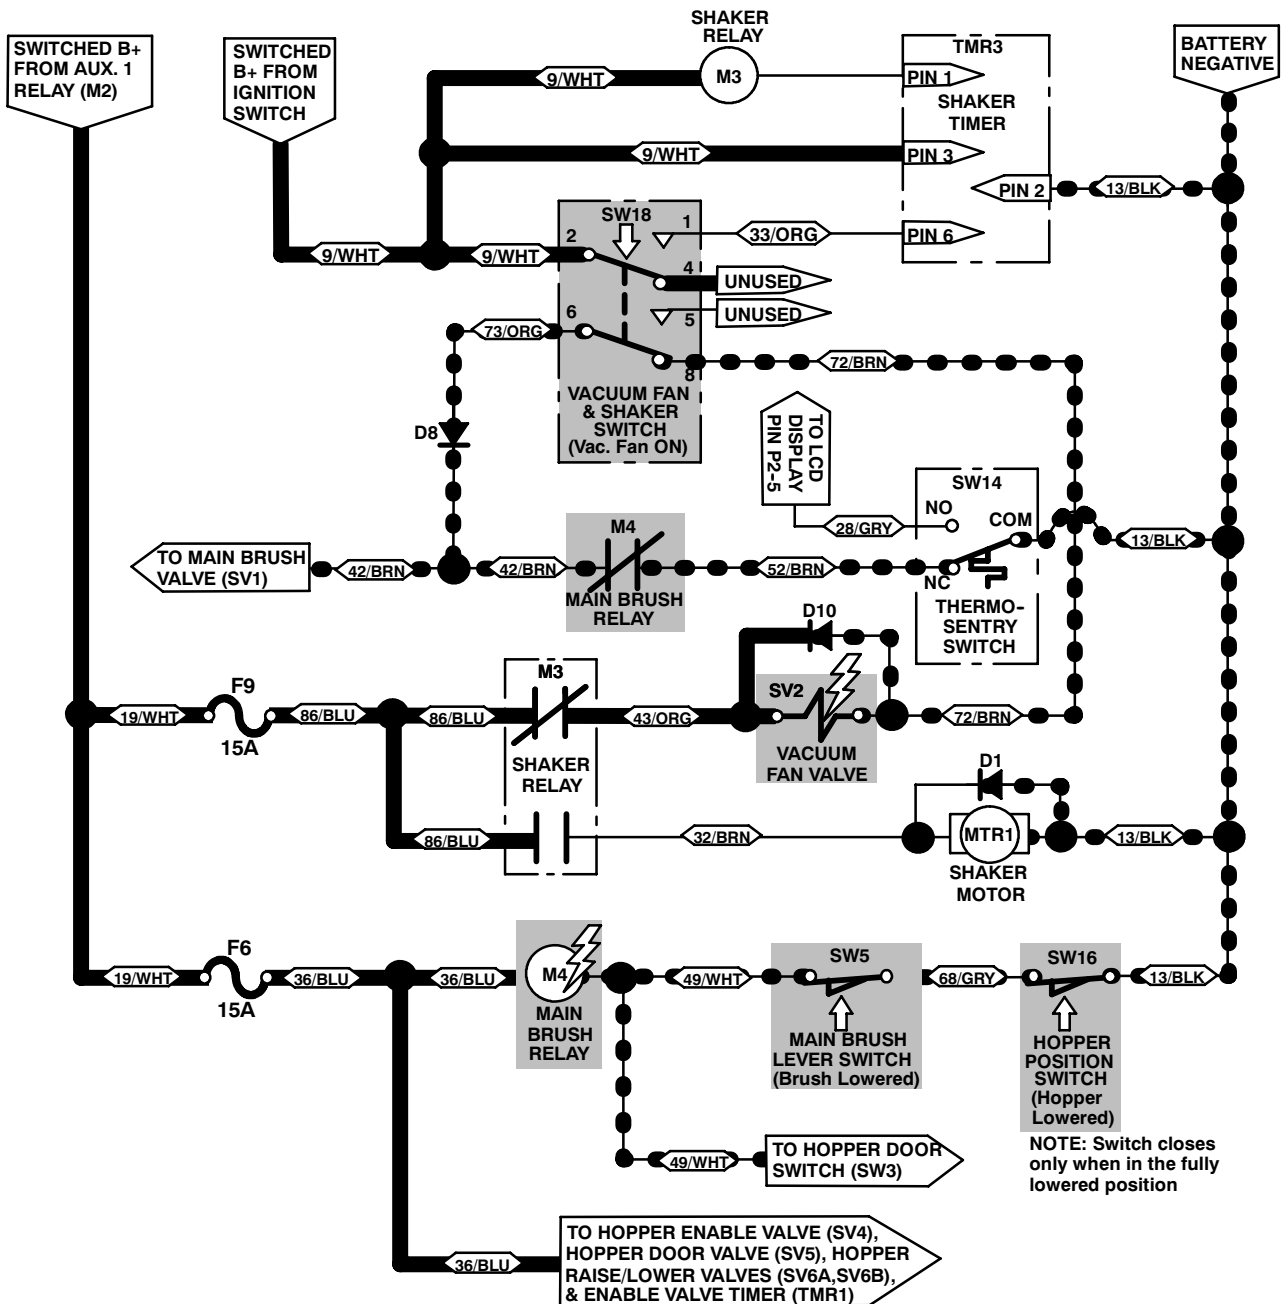 SWITCHED B+
FROM AUX. 1
RELAY (M2)
SWITCHED
B+ FROM
IGNITION
SWITCH
SHAKER
RELAY
M3
9/WHT
TMR3
PIN 1
SHAKER
TIMER
9/WHT
PIN 3
PIN 2
13/BLK
BATTERY
NEGATIVE
SW18
2
1
33/ORG
PIN 6
9/WHT
9/WHT
4
UNUSED
5
UNUSED
6
73/ORG
8
72/BRN
VACUUM FAN
& SHAKER
SWITCH
(Vac. Fan ON)
D8
TO LCD
DISPLAY
PIN P2-5
SW14
NO
COM
28/GRY
13/BLK
M4
TO MAIN BRUSH
VALVE (SV1)
42/BRN
42/BRN
52/BRN
NC
MAIN BRUSH
RELAY
THERMO-
SENTRY
SWITCH
D10
M3
SV2
F9
19/WHT
86/BLU
86/BLU
43/ORG
72/BRN
15A
SHAKER
RELAY
VACUUM
FAN VALVE
D1
86/BLU
32/BRN
MTR1
13/BLK
SHAKER
MOTOR
F6
19/WHT
36/BLU
36/BLU
M4
49/WHT
SW5
68/GRY
SW16
13/BLK
15A
MAIN
BRUSH
RELAY
MAIN BRUSH
LEVER SWITCH
(Brush Lowered)
HOPPER
POSITION
SWITCH
(Hopper
Lowered)
49/WHT
TO HOPPER DOOR
SWITCH (SW3)
NOTE: Switch closes
only when in the fully
lowered position
36/BLU
TO HOPPER ENABLE VALVE (SV4),
HOPPER DOOR VALVE (SV5), HOPPER
RAISE/LOWER VALVES (SV6A,SV6B),
& ENABLE VALVE TIMER (TMR1)